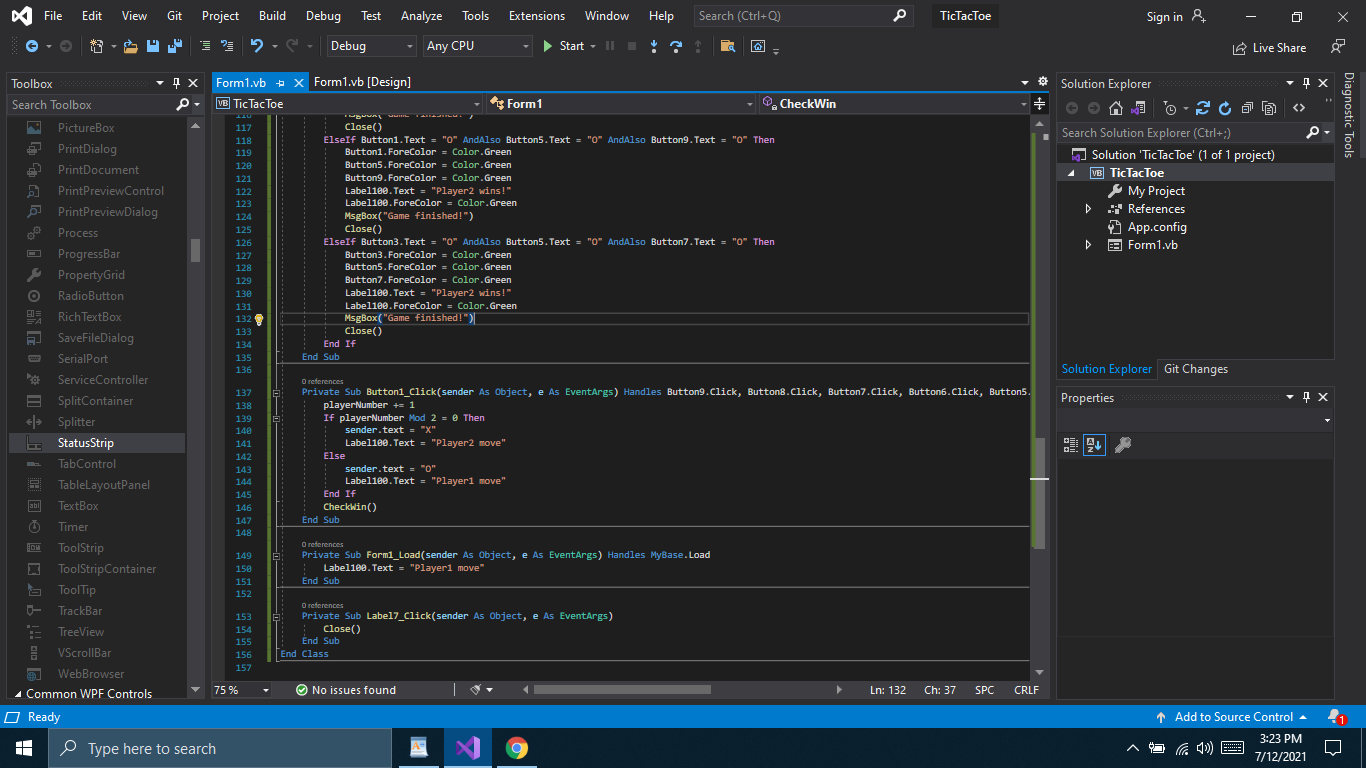 File Edit View Git Project Build Debug Test Analyze Tools Extensions Window Help Search (Ctrl+Q) TicTacToe Sign in
Debug Any CPU Start Live Share
Toolbox
Search Toolbox
PictureBox
PrintDialog
PrintDocument
PrintPreviewControl
PrintPreviewDialog
Process
ProgressBar
PropertyGrid
RadioButton
RichTextBox
SaveFileDialog
SerialPort
ServiceController
SplitContainer
Splitter
StatusStrip
TabControl
TableLayoutPanel
TextBox
Timer
ToolStrip
ToolStripContainer
ToolTip
TrackBar
TreeView
VScrollBar
WebBrowser
Common WPF Controls
Form1.vb Form1.vb [Design]
VB TicTacToe Form1 CheckWin
116 MsgBox("Game finished!")
117 Close()
118 ElseIf Button1.Text = "O" AndAlso Button5.Text = "O" AndAlso Button9.Text = "O" Then
119 Button1.ForeColor = Color.Green
120 Button5.ForeColor = Color.Green
121 Button9.ForeColor = Color.Green
122 Label100.Text = "Player2 wins!"
123 Label100.ForeColor = Color.Green
124 MsgBox("Game finished!")
125 Close()
126 ElseIf Button3.Text = "O" AndAlso Button5.Text = "O" AndAlso Button7.Text = "O" Then
127 Button3.ForeColor = Color.Green
128 Button5.ForeColor = Color.Green
129 Button7.ForeColor = Color.Green
130 Label100.Text = "Player2 wins!"
131 Label100.ForeColor = Color.Green
132 MsgBox("Game finished!")
133 Close()
134 End If
135 End Sub
136
0 references
137 Private Sub Button1_Click(sender As Object, e As EventArgs) Handles Button9.Click, Button8.Click, Button7.Click, Button6.Click, Button5.
138 playerNumber += 1
139 If playerNumber Mod 2 = 0 Then
140 sender.text = "X"
141 Label100.Text = "Player2 move"
142 Else
143 sender.text = "O"
144 Label100.Text = "Player1 move"
145 End If
146 CheckWin()
147 End Sub
148
0 references
149 Private Sub Form1_Load(sender As Object, e As EventArgs) Handles MyBase.Load
150 Label100.Text = "Player1 move"
151 End Sub
152
0 references
153 Private Sub Label7_Click(sender As Object, e As EventArgs)
154 Close()
155 End Sub
156 End Class
157
75 % No issues found Ln: 132 Ch: 37 SPC CRLF
Solution Explorer
Search Solution Explorer (Ctrl+;)
Solution 'TicTacToe' (1 of 1 project)
VB TicTacToe
My Project
References
App.config
Form1.vb
Solution Explorer Git Changes
Properties
Diagnostic Tools
Ready Add to Source Control 1
Type here to search 3:23 PM
7/12/2021